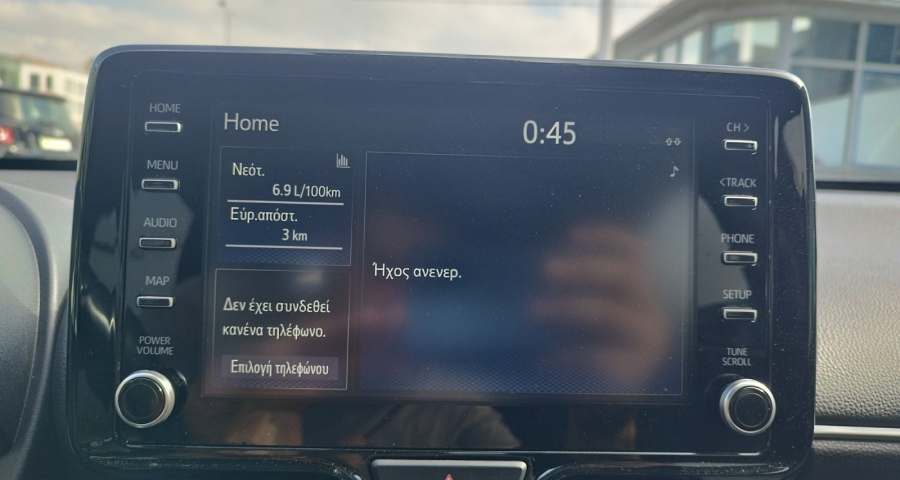 HOME
MENU
AUDIO
MAP
POWER
VOLUME
Home
0:45
Νεότ.
6.9 L/100km
Εύρ.απόστ.
3 km
Δεν έχει συνδεθεί
κανένα τηλέφωνο.
Επιλογή τηλεφώνου
Ήχος ανενερ.
CH >
<TRACK
PHONE
SETUP
TUNE
SCROLL